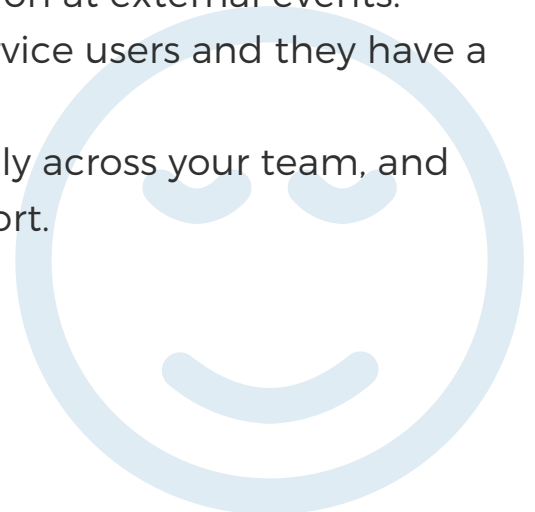 on at external events.
vice users and they have a
ly across your team, and
ort.